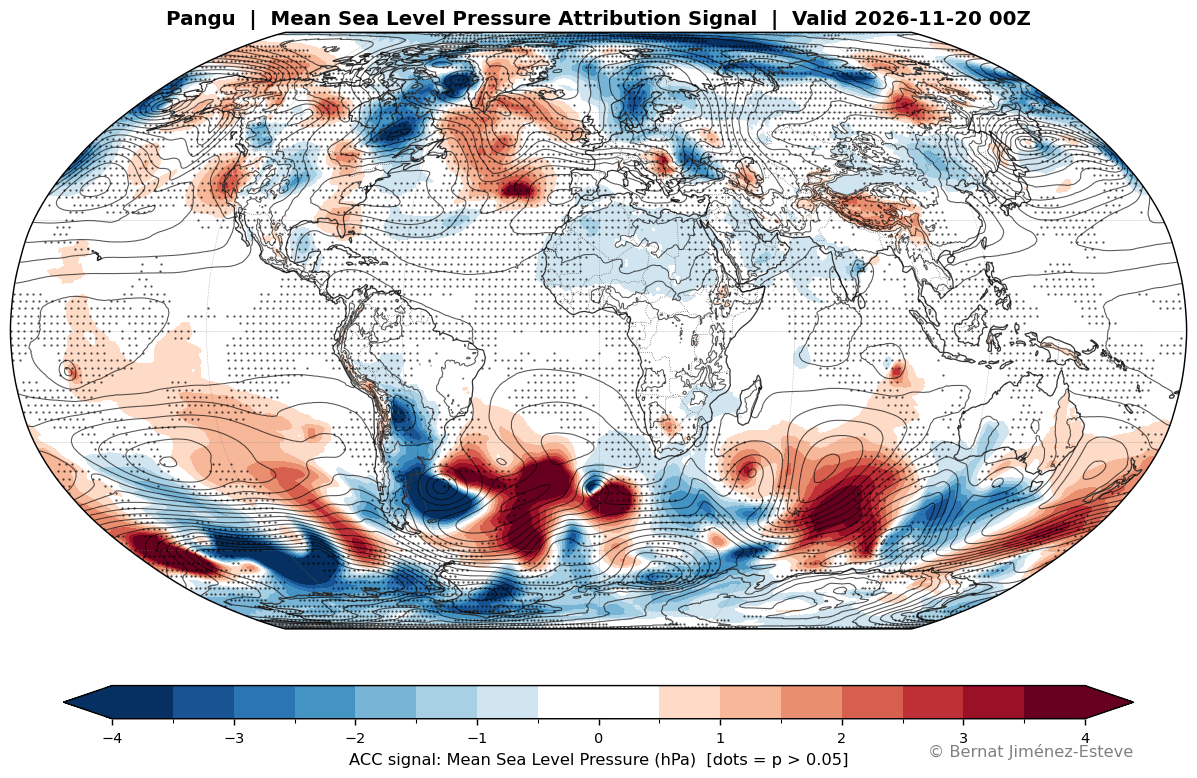 Pangu | Mean Sea Level Pressure Attribution Signal | Valid 2026-11-20 00Z
−4 −3 −2 −1 0 1 2 3 4
ACC signal: Mean Sea Level Pressure (hPa) [dots = p > 0.05]
© Bernat Jiménez-Esteve